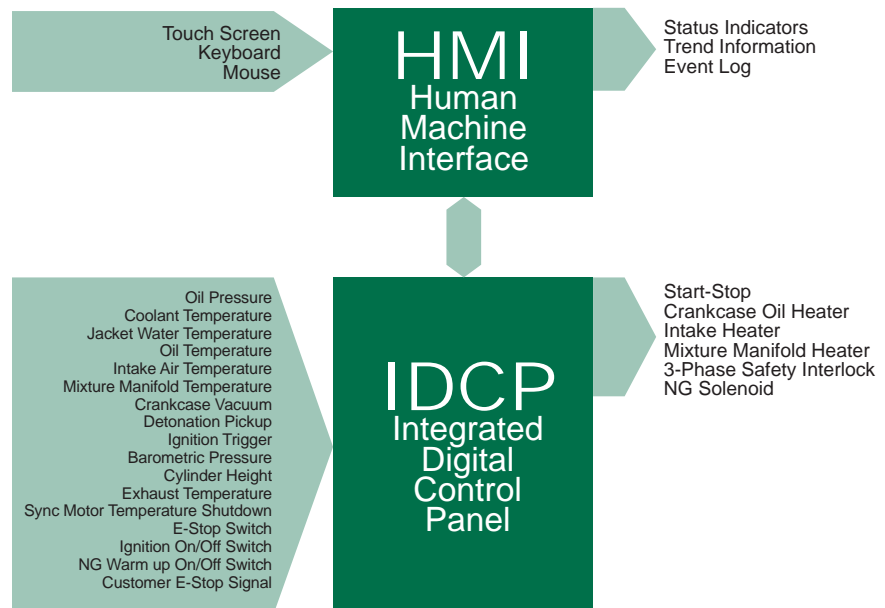 Touch Screen
Keyboard
Mouse
HMI
Human
Machine
Interface
Status Indicators
Trend Information
Event Log
Oil Pressure
Coolant Temperature
Jacket Water Temperature
Oil Temperature
Intake Air Temperature
Mixture Manifold Temperature
Crankcase Vacuum
Detonation Pickup
Ignition Trigger
Barometric Pressure
Cylinder Height
Exhaust Temperature
Sync Motor Temperature Shutdown
E-Stop Switch
Ignition On/Off Switch
NG Warm up On/Off Switch
Customer E-Stop Signal
IDCP
Integrated
Digital
Control
Panel
Start-Stop
Crankcase Oil Heater
Intake Heater
Mixture Manifold Heater
3-Phase Safety Interlock
NG Solenoid